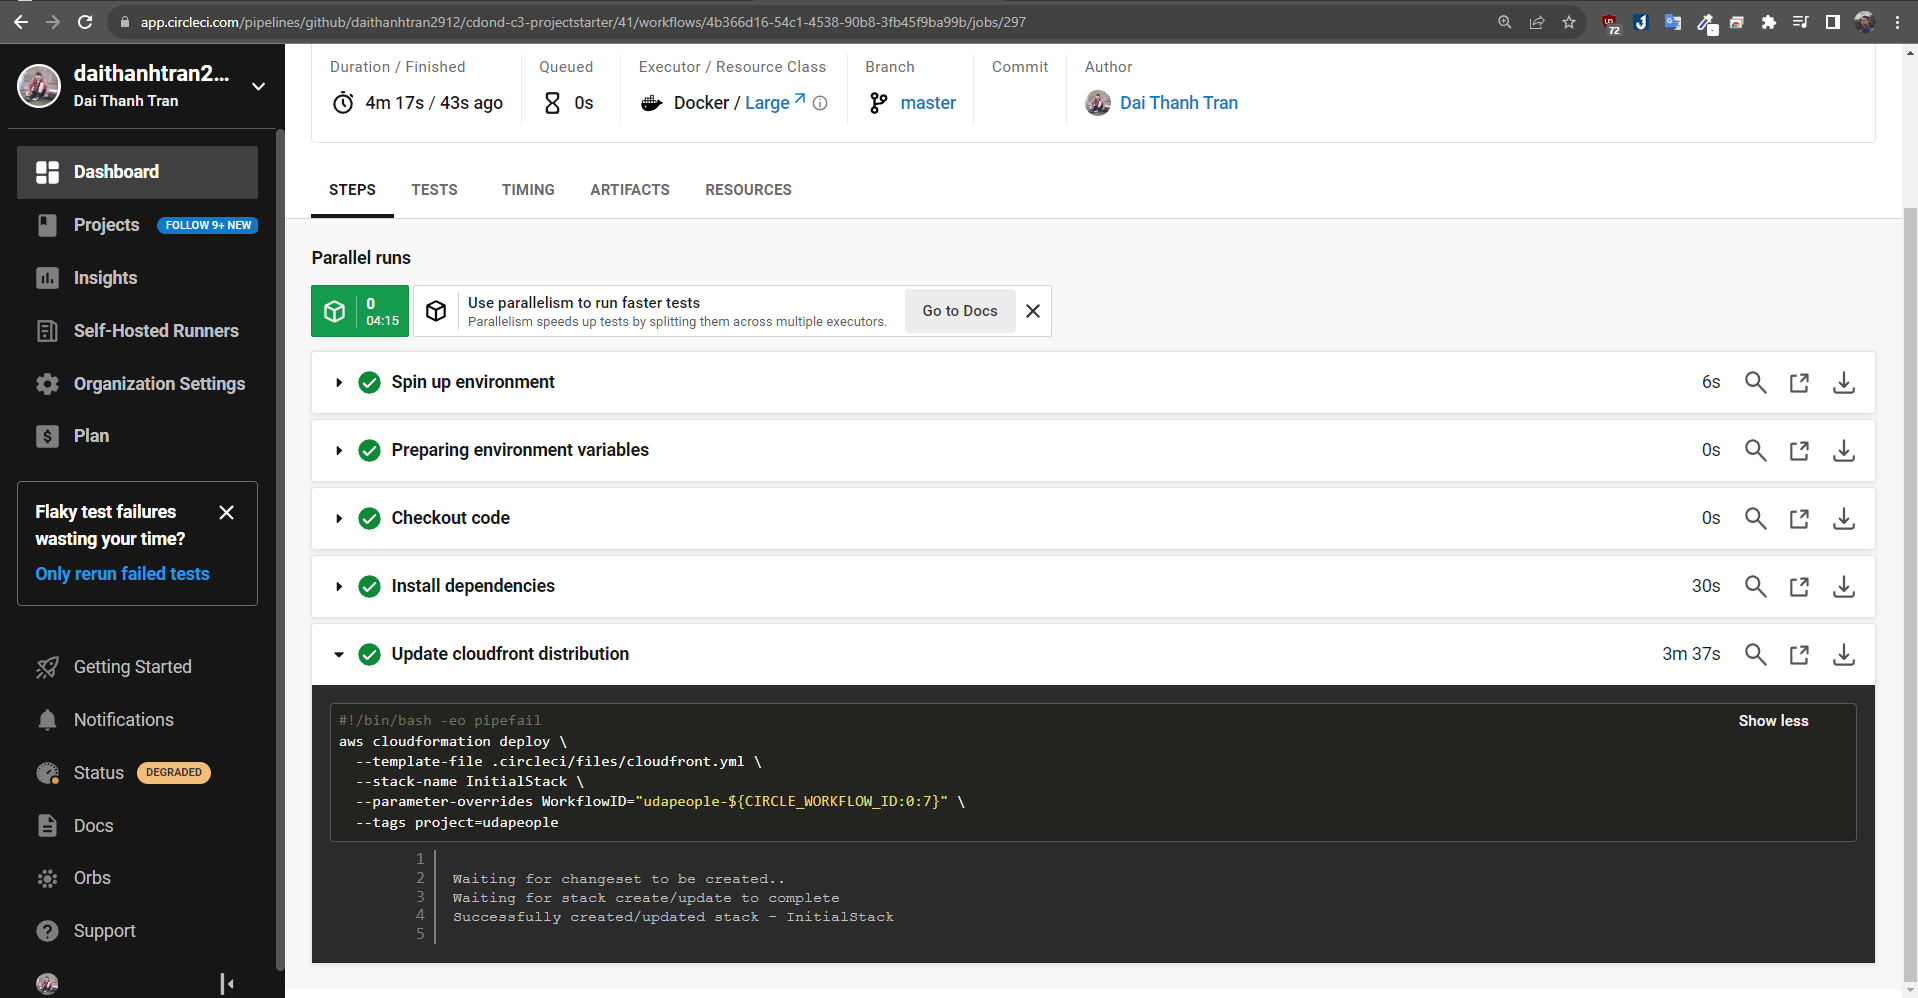 app.circleci.com/pipelines/github/daithanhtran2912/cdond-c3-projectstarter/41/workflows/4b366d16-54c1-4538-90b8-3fb45f9ba99b/jobs/297
72
daithanhtran2...
Dai Thanh Tran
Dashboard
Projects
FOLLOW 9+ NEW
Insights
Self-Hosted Runners
Organization Settings
Plan
Flaky test failures
wasting your time?
Only rerun failed tests
Getting Started
Notifications
Status
DEGRADED
Docs
Orbs
Support
Duration / Finished
4m 17s / 43s ago
Queued
0s
Executor / Resource Class
Docker / Large
Branch
master
Commit
Author
Dai Thanh Tran
STEPS
TESTS
TIMING
ARTIFACTS
RESOURCES
Parallel runs
0
04:15
Use parallelism to run faster tests
Parallelism speeds up tests by splitting them across multiple executors.
Go to Docs
Spin up environment
6s
Preparing environment variables
0s
Checkout code
0s
Install dependencies
30s
Update cloudfront distribution
3m 37s
#!/bin/bash -eo pipefail
Show less
aws cloudformation deploy \
--template-file .circleci/files/cloudfront.yml \
--stack-name InitialStack \
--parameter-overrides WorkflowID="udapeople-${CIRCLE_WORKFLOW_ID:0:7}" \
--tags project=udapeople
1
2 Waiting for changeset to be created..
3 Waiting for stack create/update to complete
4 Successfully created/updated stack - InitialStack
5